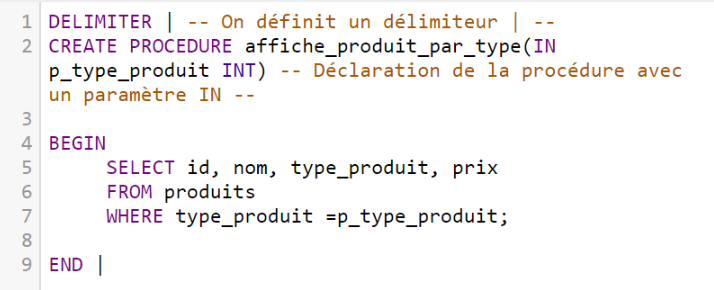 1 DELIMITER | -- On définit un délimiteur | --
2 CREATE PROCEDURE affiche_produit_par_type(IN
p_type_produit INT) -- Déclaration de la procédure avec
un paramètre IN --
3
4 BEGIN
5 SELECT id, nom, type_produit, prix
6 FROM produits
7 WHERE type_produit =p_type_produit;
8
9 END |